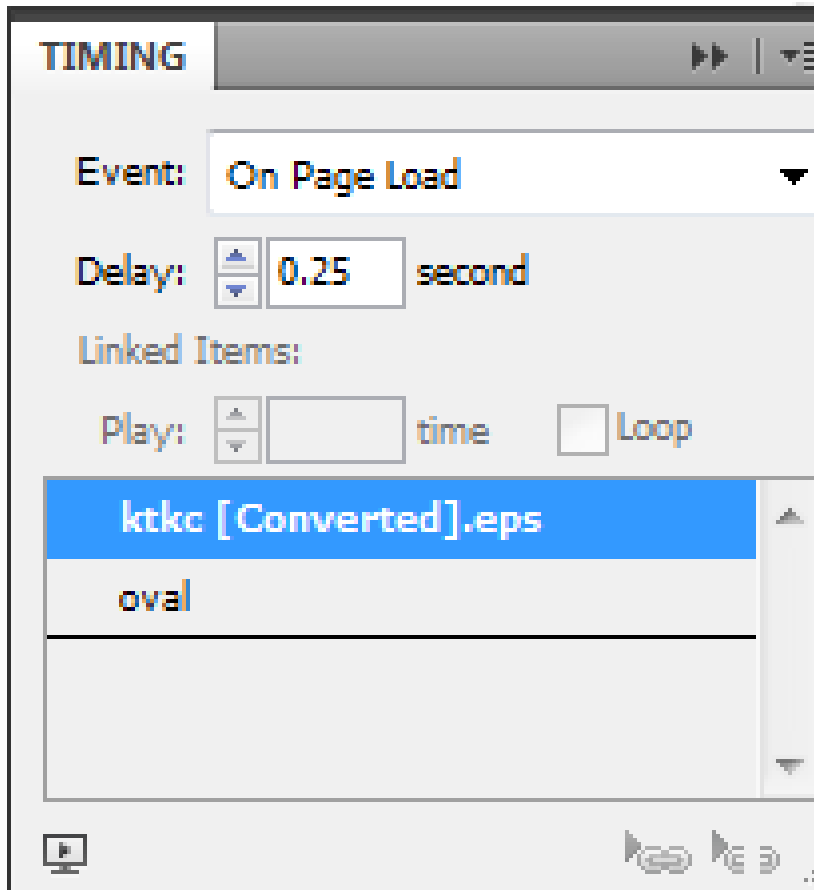 TIMING
Event: On Page Load
Delay: 0.25 second
Linked Items:
Play: time Loop
ktkc [Converted].eps
oval